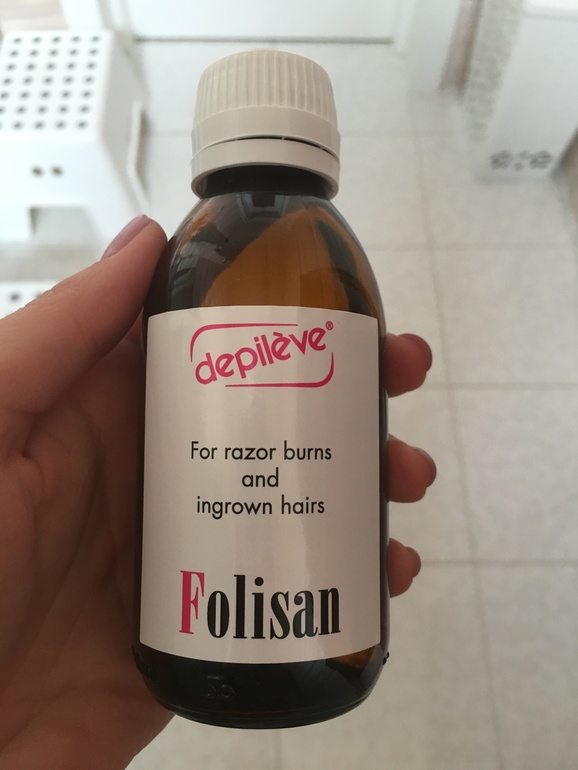 depilève®
For razor burns
and
ingrown hairs
Folisan